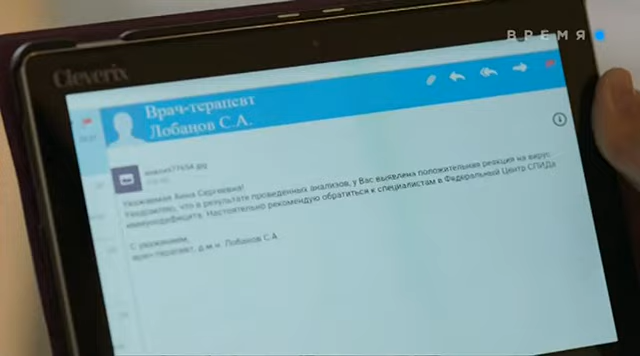 ВРЕМЯ
Cleverix
Врач-терапевт
Лобанов С.А.
Уважаемая Анна Сергеевна!
Уведомляю, что в результате проведенных анализов, у Вас выявлена положительная реакция на вирус
иммунодефицита. Настоятельно рекомендую обратиться к специалистам в Федеральный Центр СПИДа
С уважением,
врач-терапевт, д.м.н. Лобанов С.А.